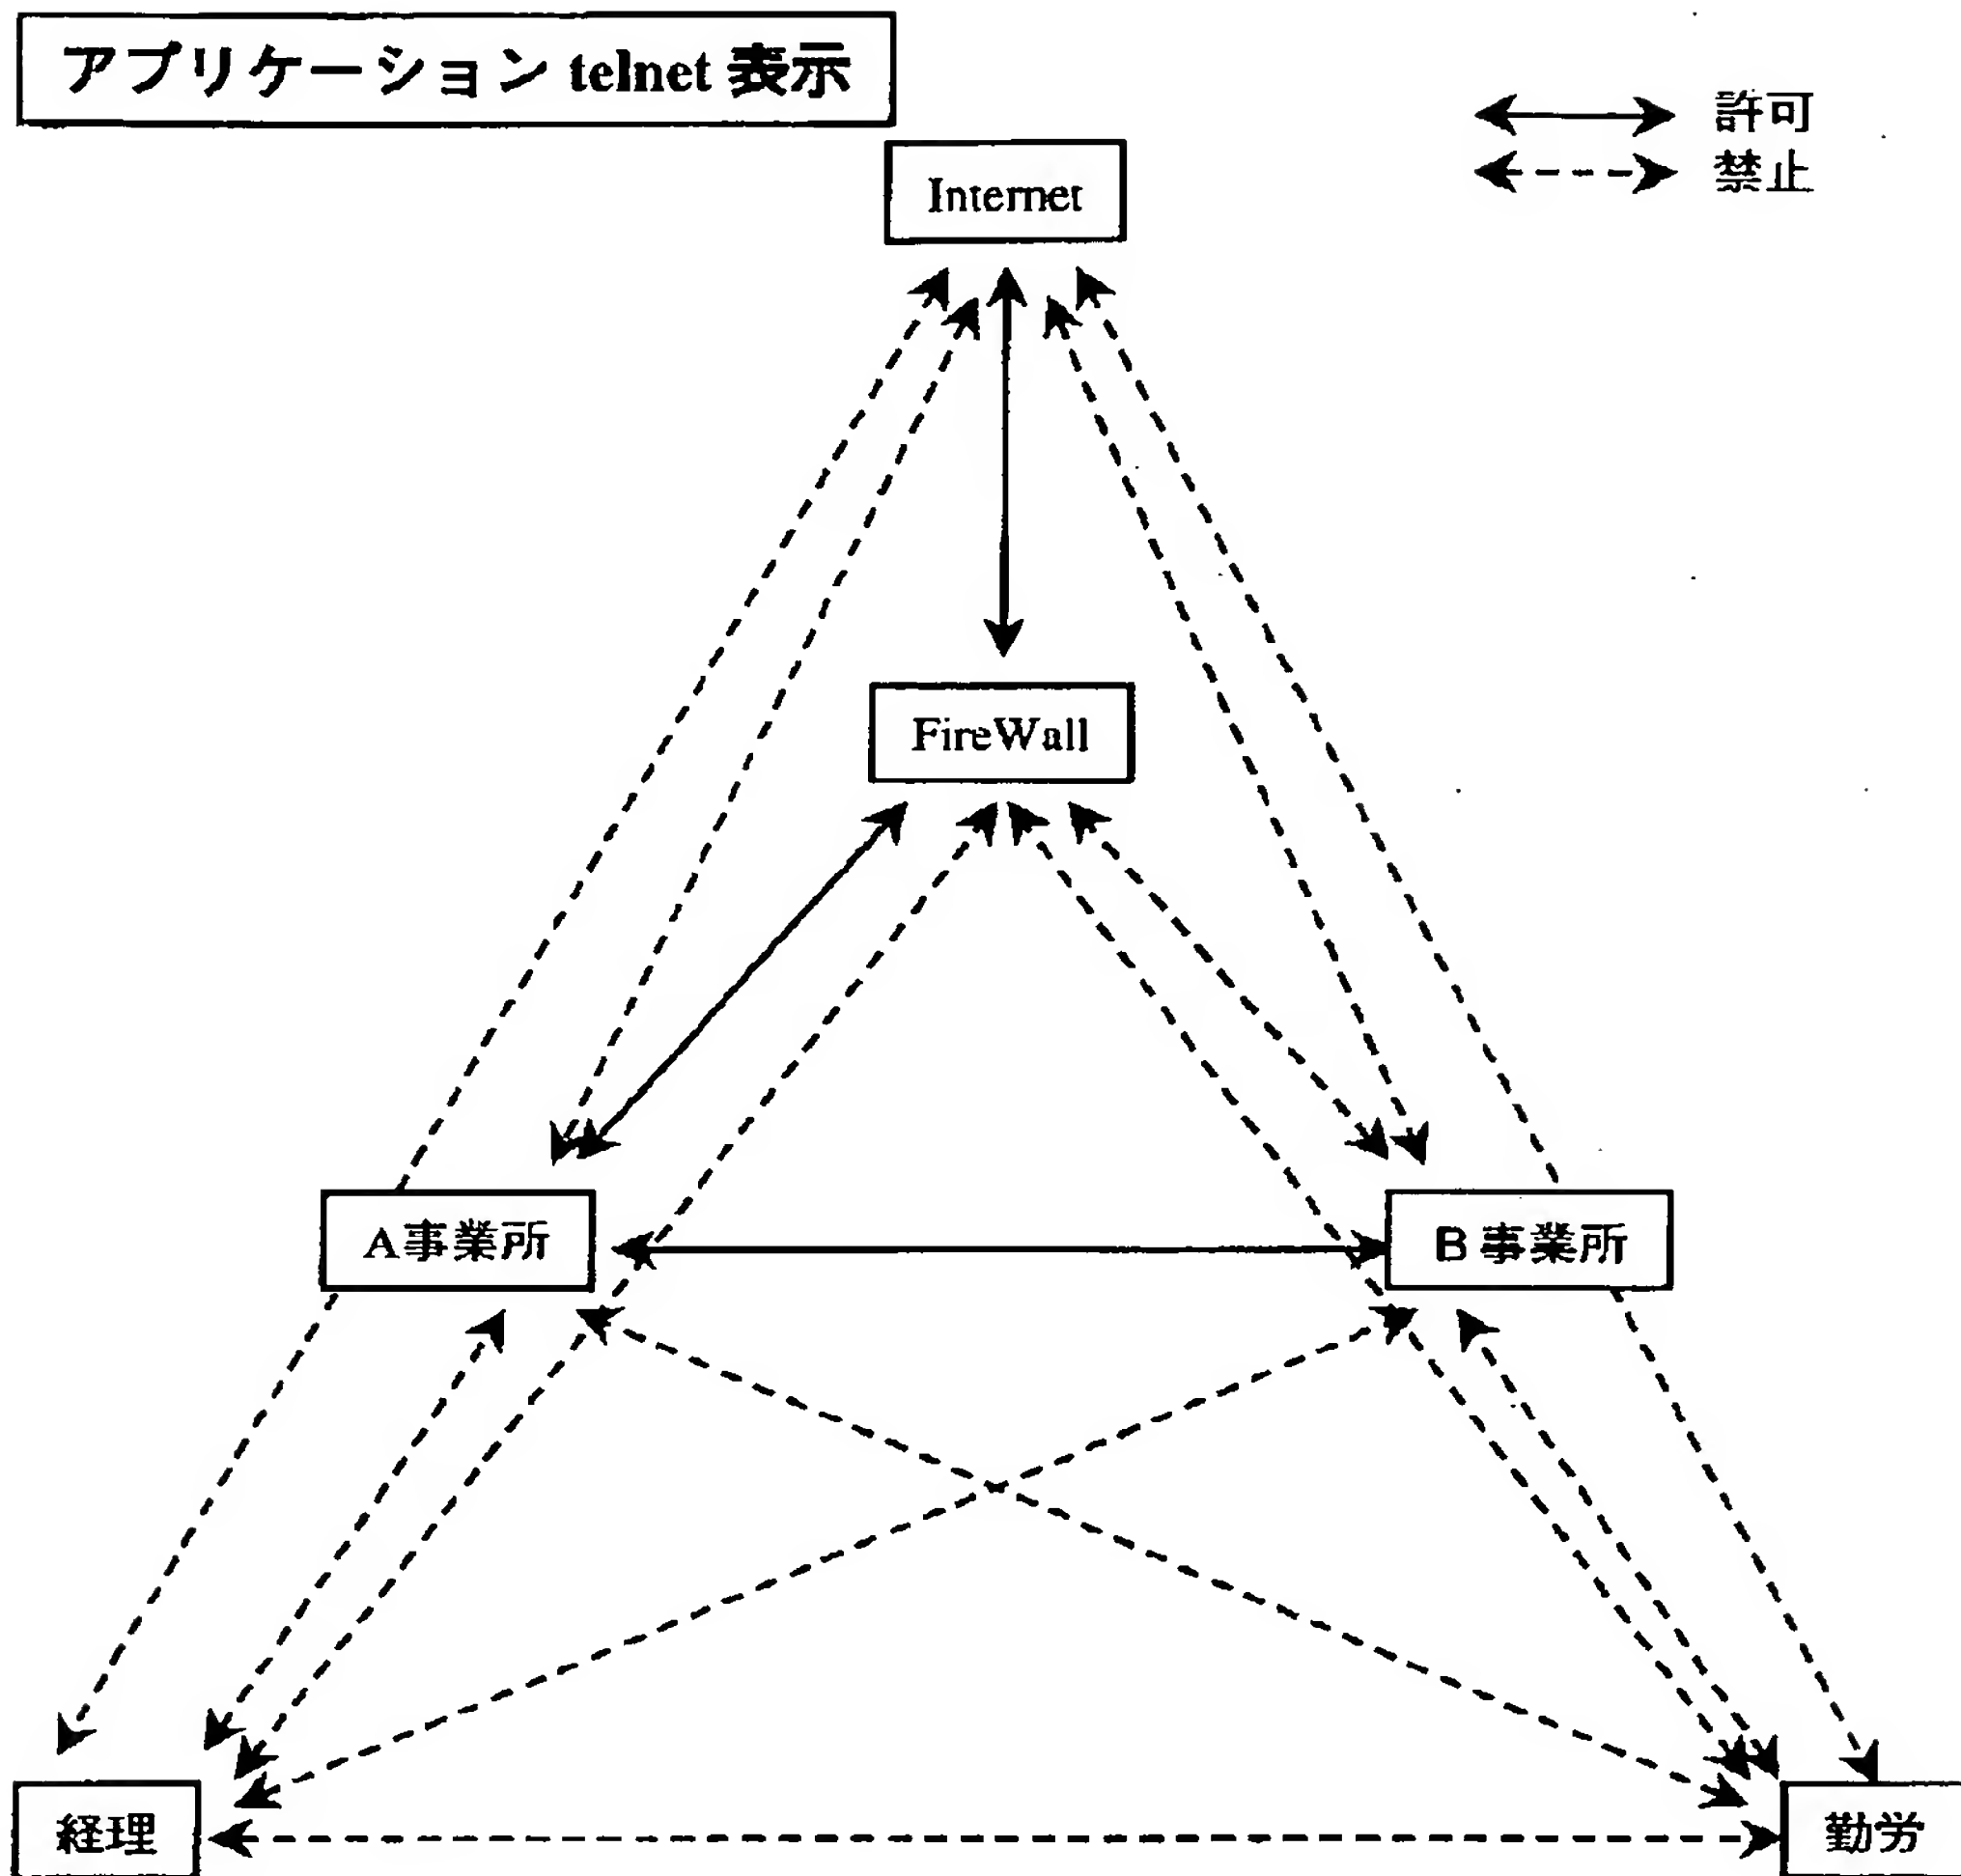 アプリケーション telnet 表示
許可
禁止
Internet
FireWall
A事業所
B 事業所
経理
勤労